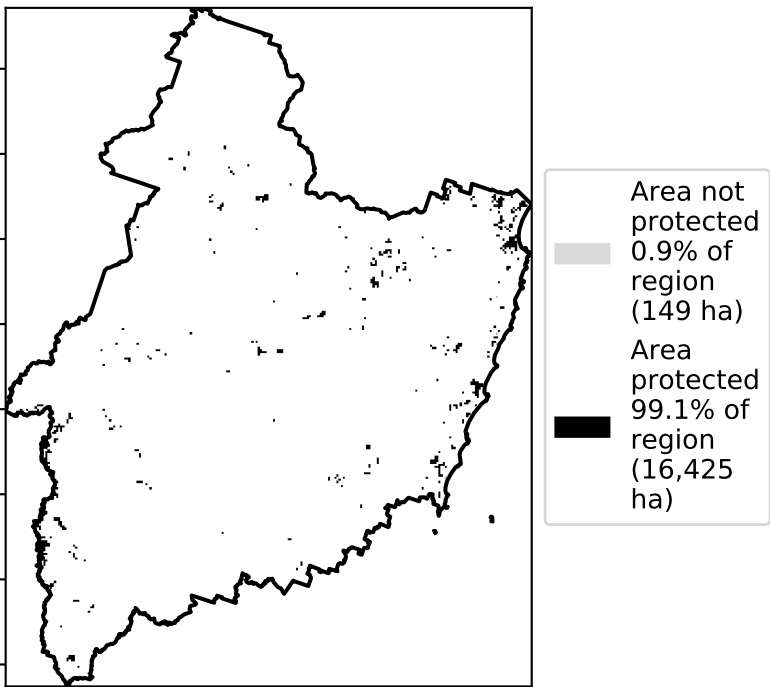 Area not
protected
0.9% of
region
(149 ha)
Area
protected
99.1% of
region
(16,425
ha)